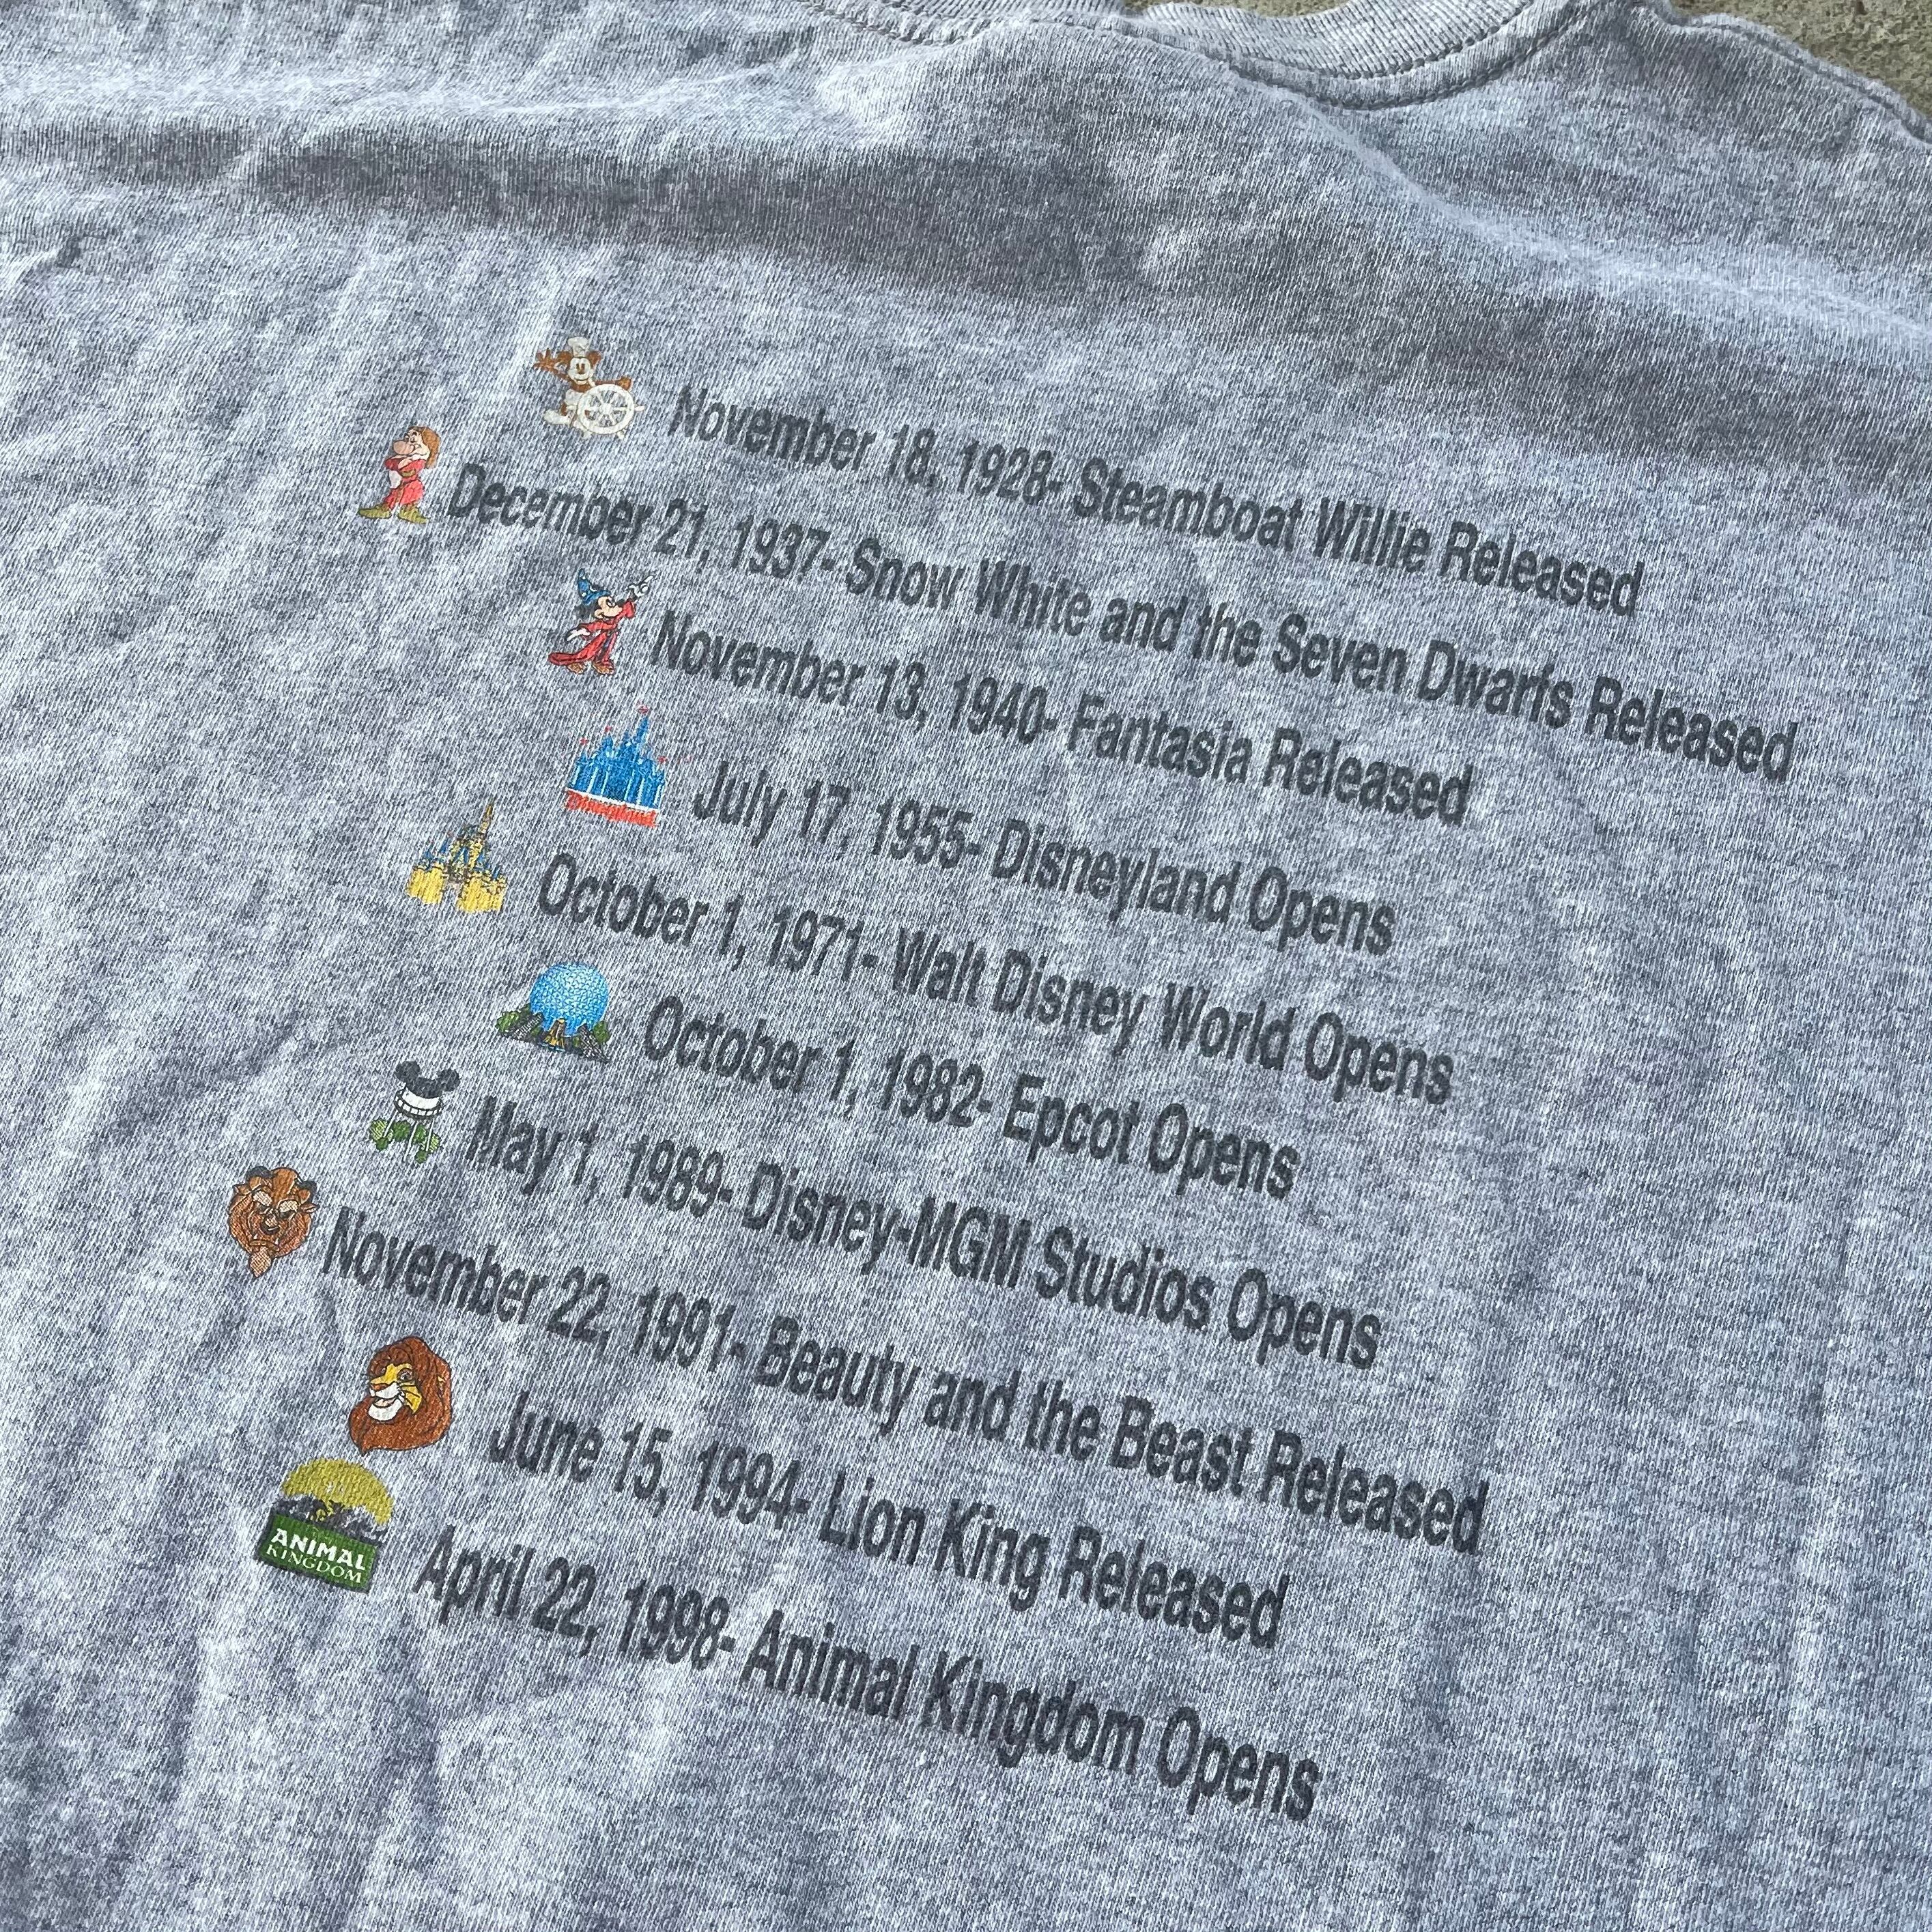 November 18, 1928- Steamboat Willie Released
December 21, 1937- Snow White and the Seven Dwarfs Released
November 13, 1940- Fantasia Released
Disneyland
July 17, 1955- Disneyland Opens
October 1, 1971- Walt Disney World Opens
October 1, 1982- Epcot Opens
May 1, 1989- Disney-MGM Studios Opens
November 22, 1991- Beauty and the Beast Released
June 15, 1994- Lion King Released
ANIMAL
KINGDOM
April 22, 1998- Animal Kingdom Opens